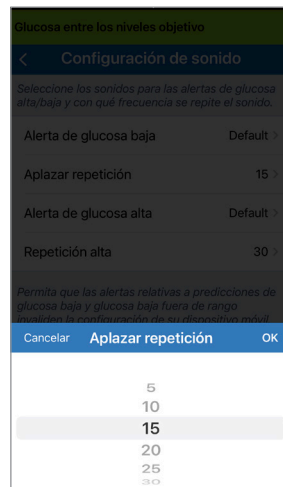 Glucosa entre los niveles objetivo
Configuración de sonido
Seleccione los sonidos para las alertas de glucosa
alta/baja y con qué frecuencia se repite el sonido.
Alerta de glucosa baja Default
Aplazar repetición 15
Alerta de glucosa alta Default
Repetición alta 30
Permita que las alertas relativas a predicciones de
glucosa baja y glucosa baja fuera de rango
invaliden la configuración de su dispositivo móvil
Cancelar Aplazar repetición OK
5
10
15
20
25
30